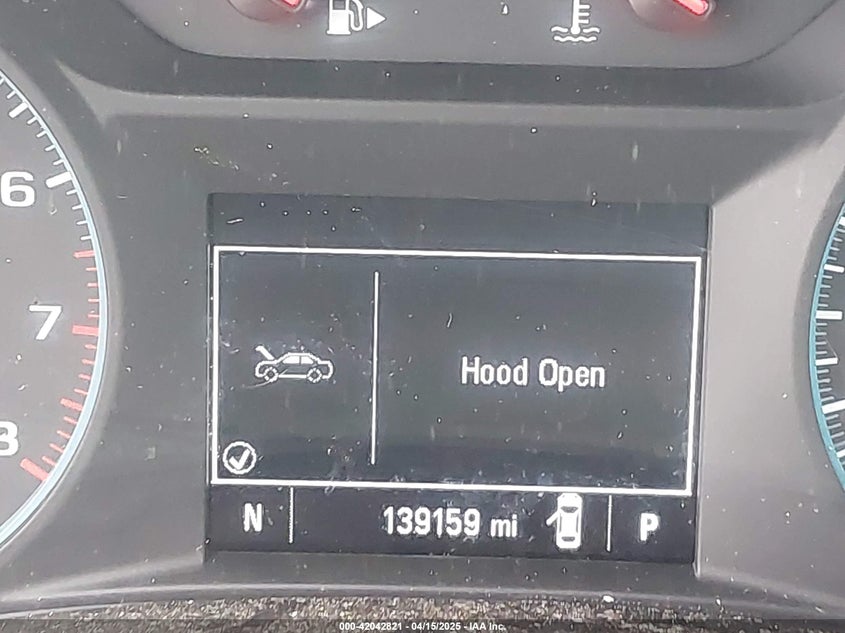 6
7
8
Hood Open
N 139159 mi P
000-42042821 - 04/15/2025 - IAA Inc.